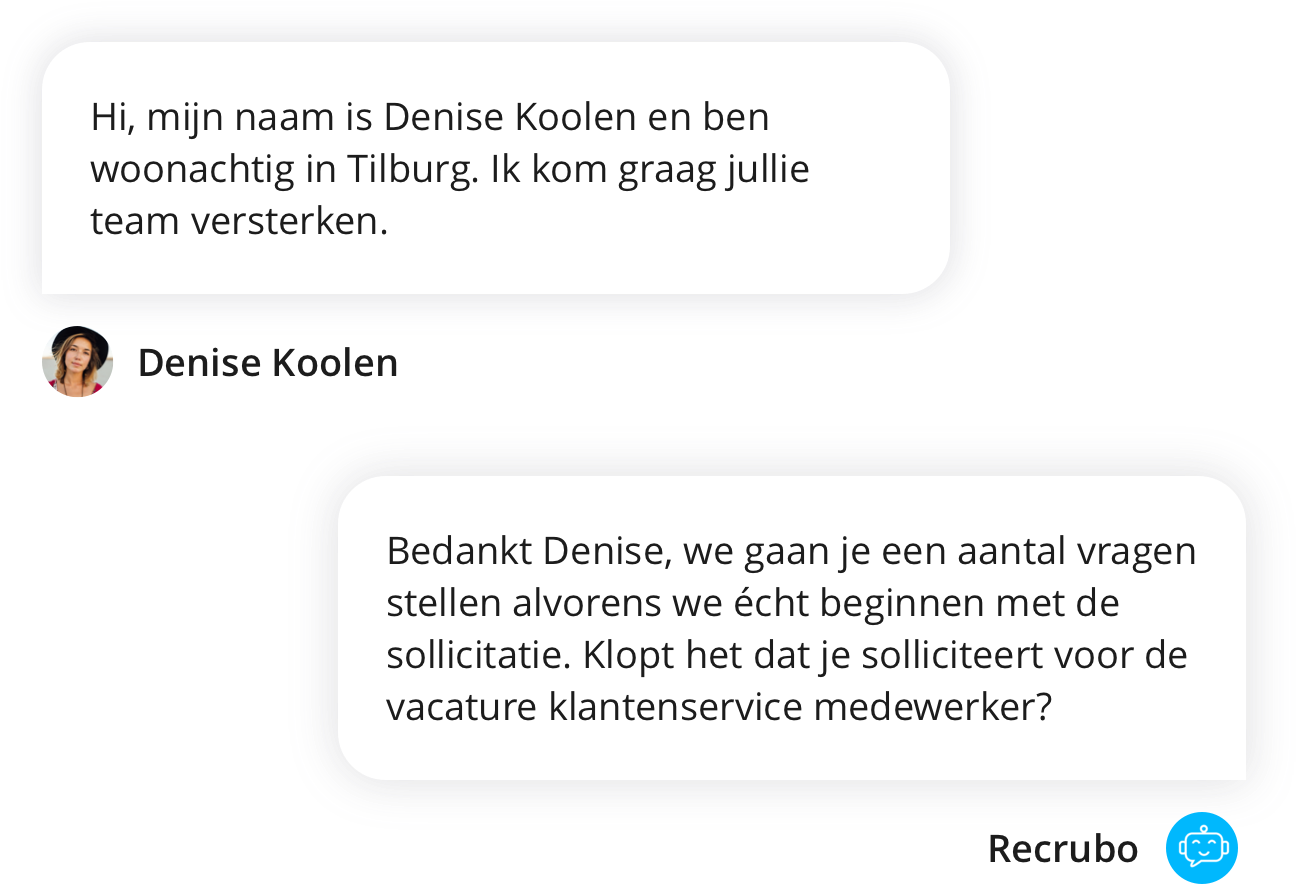 Hi, mijn naam is Denise Koolen en ben
woonachtig in Tilburg. Ik kom graag jullie
team versterken.
Denise Koolen
Bedankt Denise, we gaan je een aantal vragen
stellen alvorens we écht beginnen met de
sollicitatie. Klopt het dat je solliciteert voor de
vacature klantenservice medewerker?
Recrubo